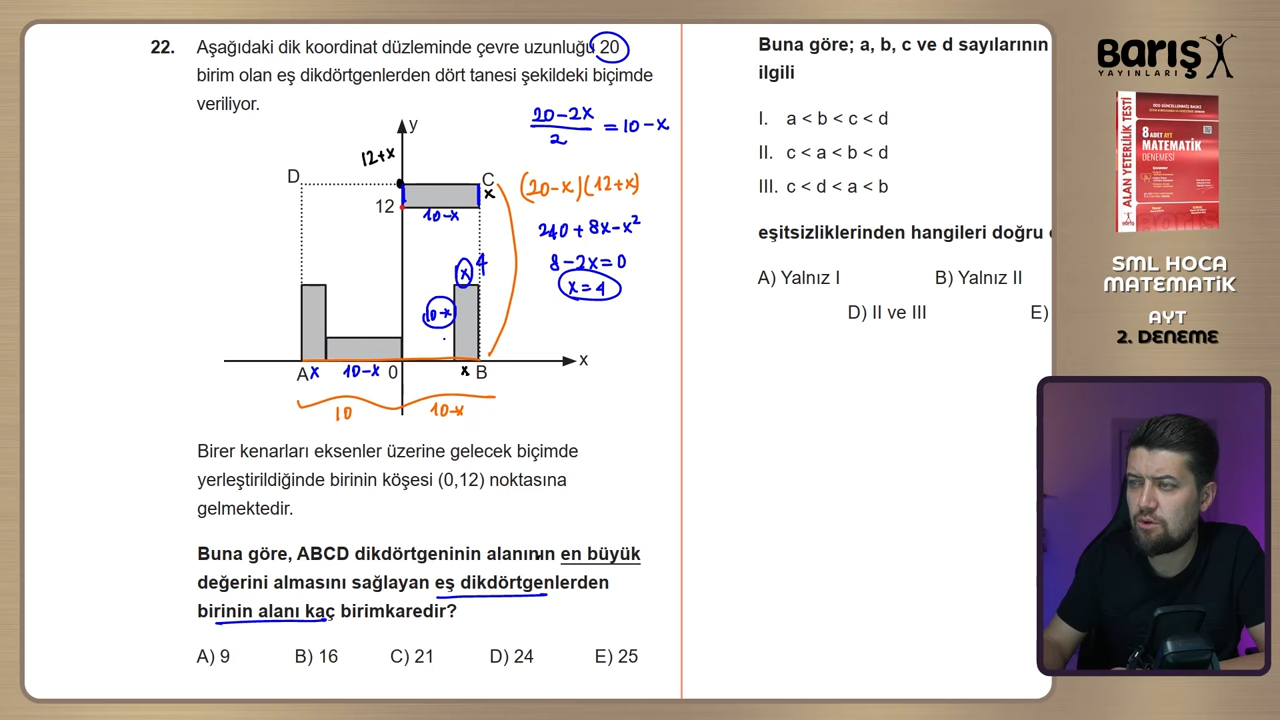 22. Aşağıdaki dik koordinat düzleminde çevre uzunluğu 20
birim olan eş dikdörtgenlerden dört tanesi şekildeki biçimde
veriliyor.
20-2x
2
= 10-x
y
12+x
D
C
x
12
10-x
(20-x)(12+x)
240 + 8x-x²
8-2x=0
x=4
x
4
10-x
x
A
x
10-x
0
x
B
10
10-x
Birer kenarları eksenler üzerine gelecek biçimde
yerleştirildiğinde birinin köşesi (0,12) noktasına
gelmektedir.
Buna göre, ABCD dikdörtgeninin alanının en büyük
değerini almasını sağlayan eş dikdörtgenlerden
birinin alanı kaç birimkaredir?
A) 9 B) 16 C) 21 D) 24 E) 25
Buna göre; a, b, c ve d sayılarının
ilgili
I. a < b < c < d
II. c < a < b < d
III. c < d < a < b
eşitsizliklerinden hangileri doğru
A) Yalnız I B) Yalnız II
D) II ve III E)
BARIŞ
YAYINLARI
ALAN YETERLİLİK TESTİ
8 ADET AYT
MATEMATİK
DENEMESİ
SML HOCA
MATEMATİK
AYT
2. DENEME